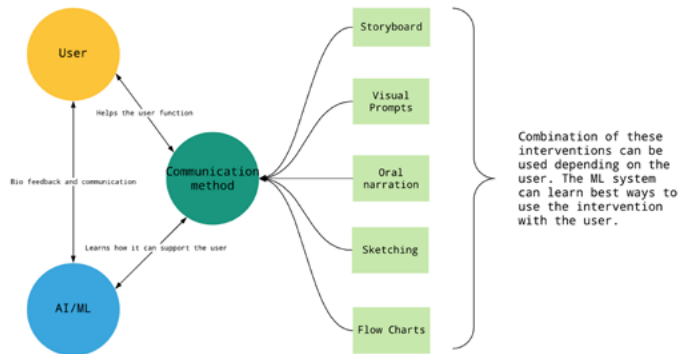 User
Helps the user function
Bio feedback and communication
Communication
method
Learns how it can support the user
AI/ML
Storyboard
Visual
Prompts
Oral
narration
Sketching
Flow Charts
Combination of these
interventions can be
used depending on the
user. The ML system
can learn best ways to
use the intervention
with the user.